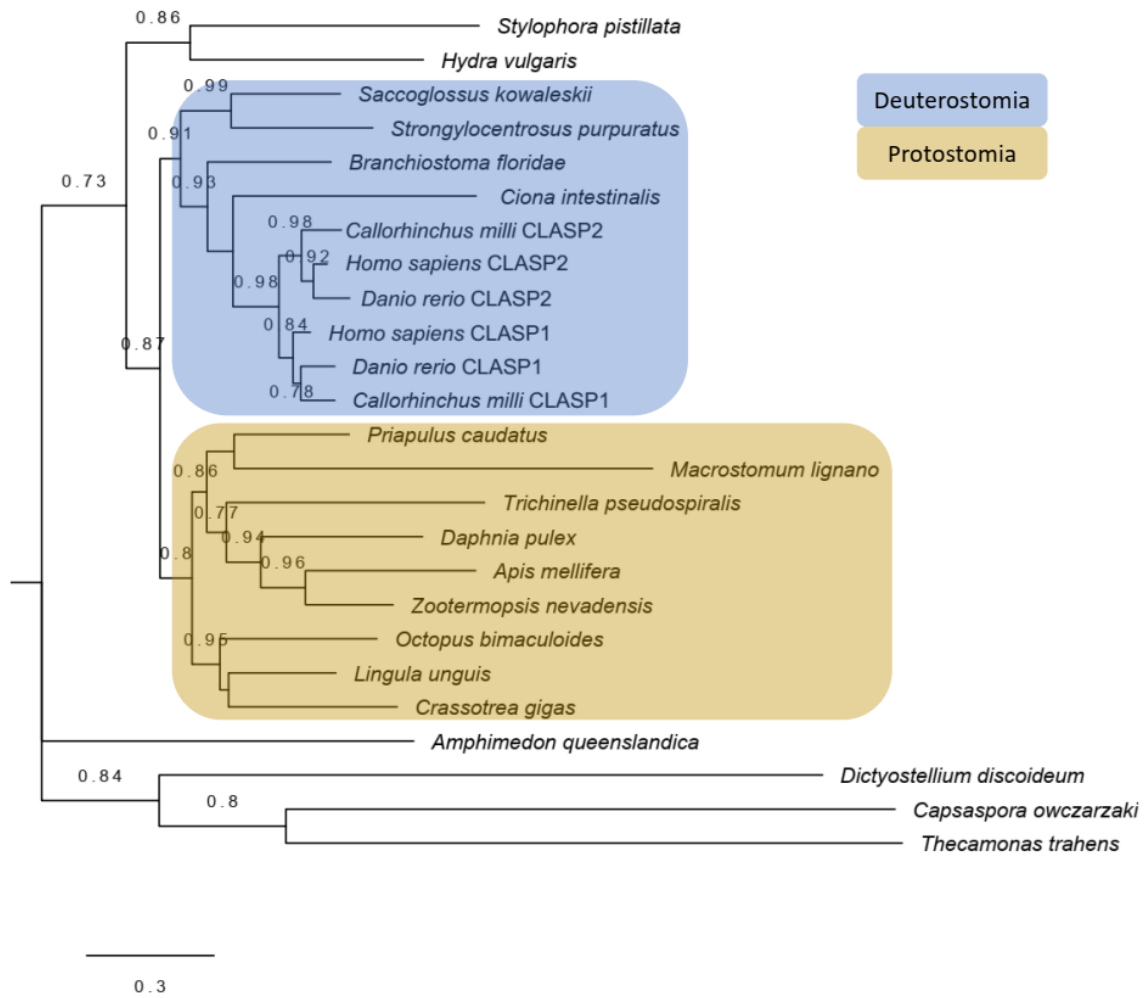 0.86
Stylophora pistillata
Hydra vulgaris
0.99
Saccoglossus kowaleskii
Deuterostomia
0.91
Strongylocentrosus purpuratus
Protostomia
Branchiostoma floridae
0.73
0.93
Ciona intestinalis
0.98
Callorhinchus milli CLASP2
0.92
Homo sapiens CLASP2
0.98
Danio rerio CLASP2
0.84
Homo sapiens CLASP1
0.87
Danio rerio CLASP1
0.78
Callorhinchus milli CLASP1
Priapulus caudatus
0.86
Macrostomum lignano
Trichinella pseudospiralis
0.77
0.94
Daphnia pulex
0.8
0.96
Apis mellifera
Zootermopsis nevadensis
0.95
Octopus bimaculoides
Lingula unguis
Crassotrea gigas
Amphimedon queenslandica
0.84
Dictyostellium discoideum
0.8
Capsaspora owczarzaki
Thecamonas trahens
0.3